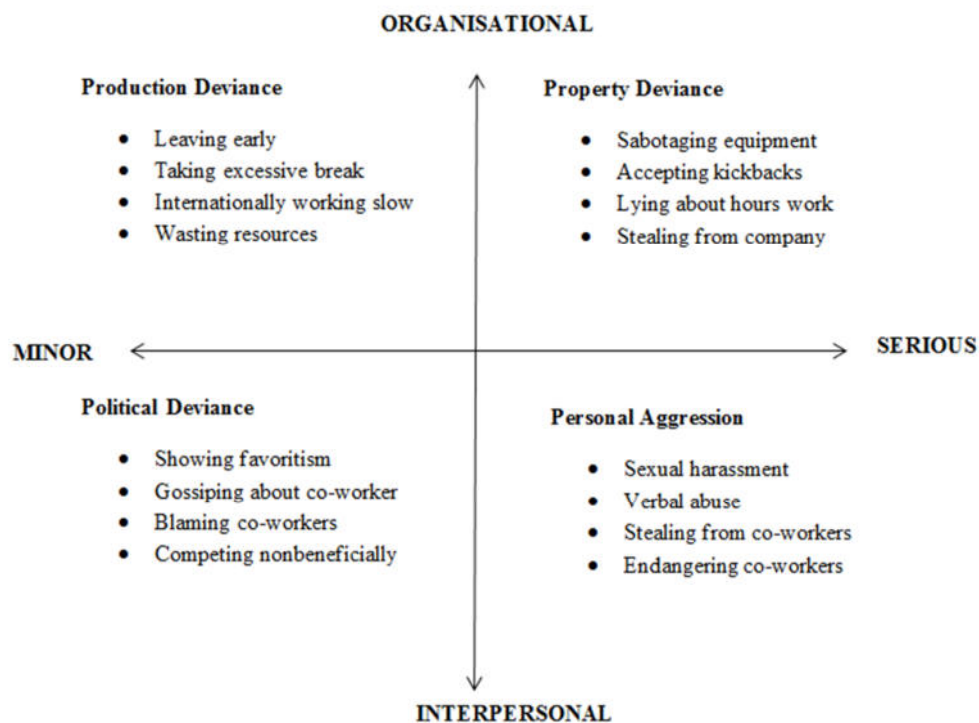 ORGANISATIONAL
Production Deviance
• Leaving early
• Taking excessive break
• Internationally working slow
• Wasting resources
Property Deviance
• Sabotaging equipment
• Accepting kickbacks
• Lying about hours work
• Stealing from company
MINOR
SERIOUS
Political Deviance
• Showing favoritism
• Gossiping about co-worker
• Blaming co-workers
• Competing nonbeneficially
Personal Aggression
• Sexual harassment
• Verbal abuse
• Stealing from co-workers
• Endangering co-workers
INTERPERSONAL